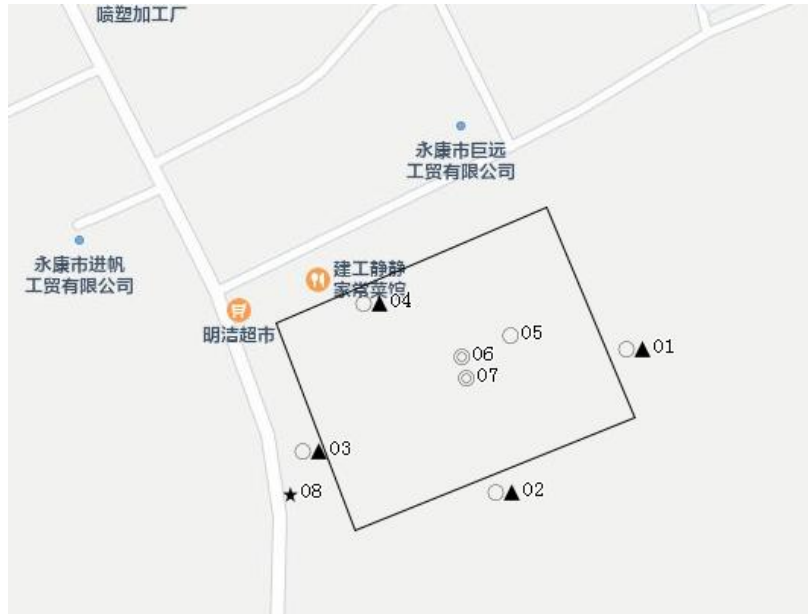 喷塑加工厂
永康市巨远
工贸有限公司
永康市进帆
工贸有限公司
建工静静
家常菜馆
04
明洁超市
05
01
06
07
03
08
02